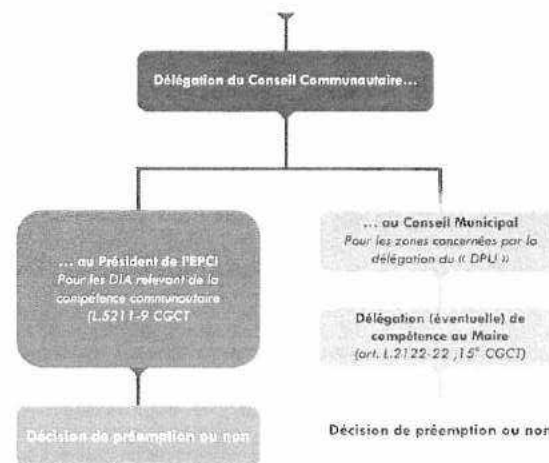 Délégation du Conseil Communautaire...
... au Président de l'EPCI
Pour les DIA relevant de la
compétence communautaire
(L.5211-9 CGCT
Décision de préemption ou non
... au Conseil Municipal
Pour les zones concernées par la
délégation du « DPU »
Délégation (éventuelle) de
compétence au Maire
(art. L.2122-22 ,15° CGCT)
Décision de préemption ou non